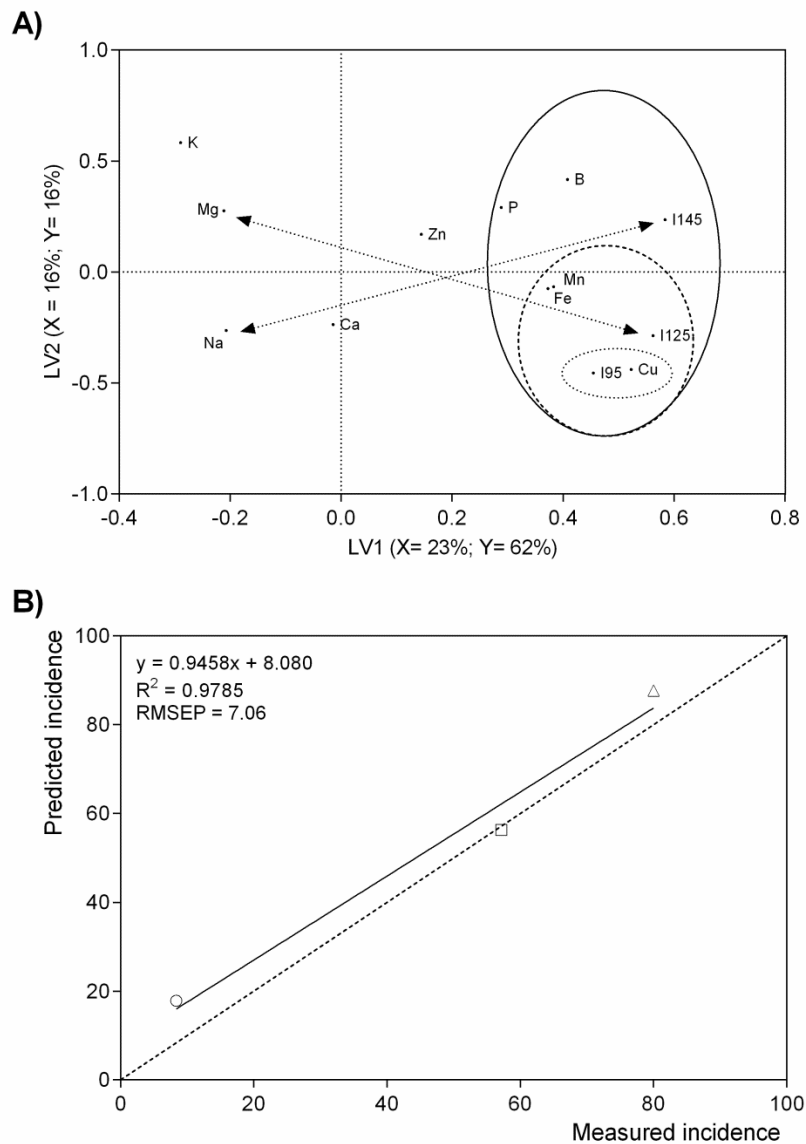 A)
1.0
0.5
0.0
-0.5
-1.0
LV2 (X = 16%; Y= 16%)
K
Mg
Na
Ca
Zn
P
B
I145
Mn
Fe
I125
I95
Cu
-0.4
-0.2
0.0
0.2
0.4
0.6
0.8
LV1 (X= 23%; Y= 62%)
B)
100
80
60
40
20
0
Predicted incidence
y = 0.9458x + 8.080
R² = 0.9785
RMSEP = 7.06
0
20
40
60
80
100
Measured incidence